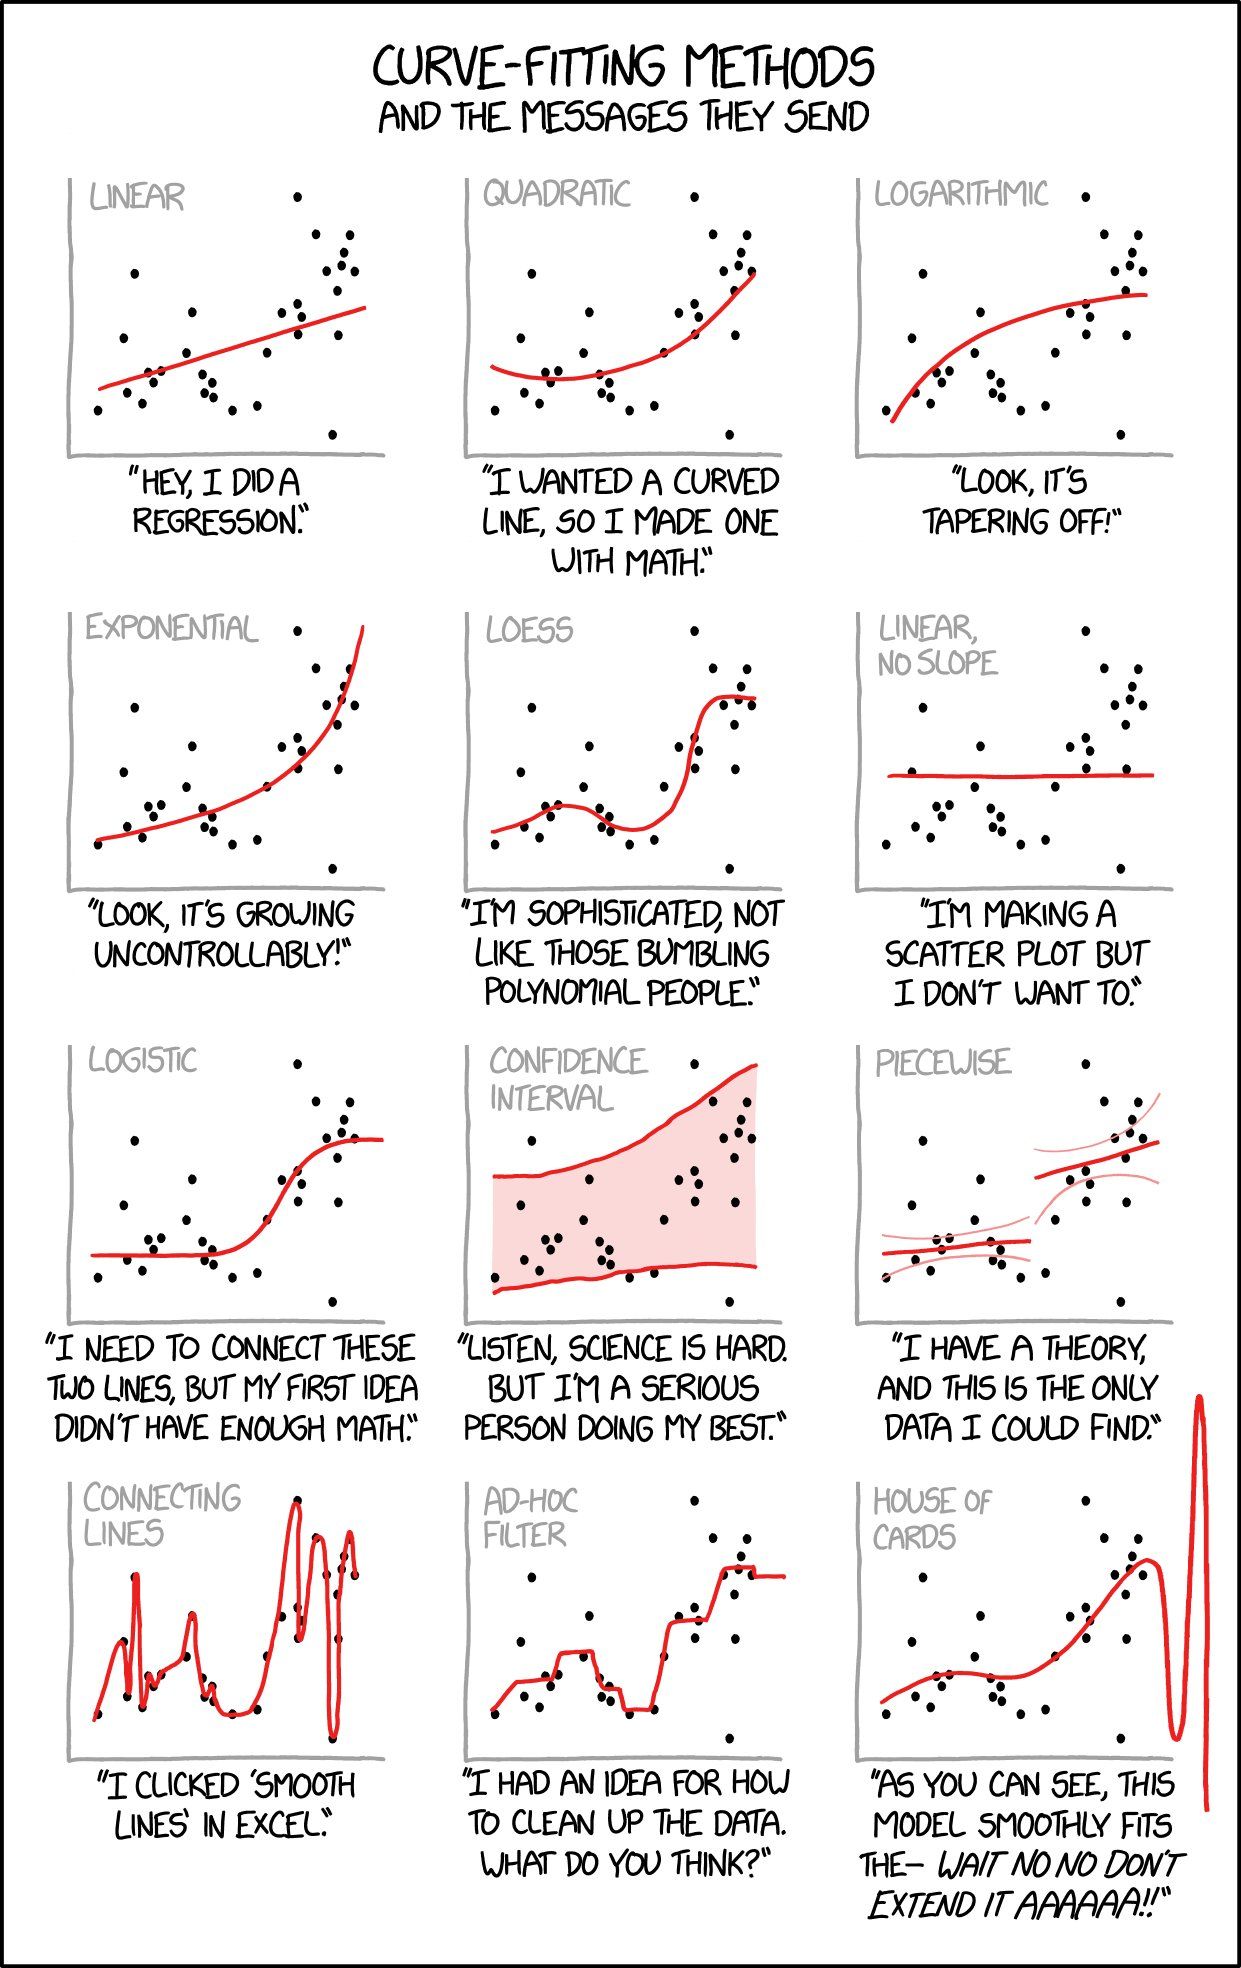 CURVE-FITTING METHODS
AND THE MESSAGES THEY SEND
LINEAR
"HEY, I DID A
REGRESSION."
QUADRATIC
"I WANTED A CURVED
LINE, SO I MADE ONE
WITH MATH."
LOGARITHMIC
"LOOK, IT'S
TAPERING OFF!"
EXPONENTIAL
"LOOK, IT'S GROWING
UNCONTROLLABLY!"
LOESS
"I'M SOPHISTICATED, NOT
LIKE THOSE BUMBLING
POLYNOMIAL PEOPLE."
LINEAR,
NO SLOPE
"I'M MAKING A
SCATTER PLOT BUT
I DON'T WANT TO."
LOGISTIC
"I NEED TO CONNECT THESE
TWO LINES, BUT MY FIRST IDEA
DIDN'T HAVE ENOUGH MATH."
CONFIDENCE
INTERVAL
"LISTEN, SCIENCE IS HARD.
BUT I'M A SERIOUS
PERSON DOING MY BEST."
PIECEWISE
"I HAVE A THEORY,
AND THIS IS THE ONLY
DATA I COULD FIND."
CONNECTING
LINES
"I CLICKED 'SMOOTH
LINES' IN EXCEL."
AD-HOC
FILTER
"I HAD AN IDEA FOR HOW
TO CLEAN UP THE DATA.
WHAT DO YOU THINK?"
HOUSE OF
CARDS
"AS YOU CAN SEE, THIS
MODEL SMOOTHLY FITS
THE— WAIT NO NO DON'T
EXTEND IT AAAAAA!!"